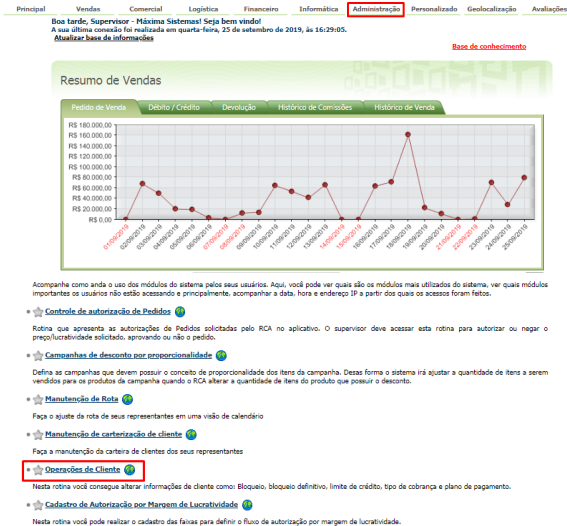 Principal Vendas Comercial Logística Financeiro Informática Administração Personalizado Geolocalização Avaliações
Boa tarde, Supervisor - Máxima Sistemas! Seja bem vindo!
A sua última conexão foi realizada em quarta-feira, 25 de setembro de 2019, às 16:29:05.
Atualizar base de informações
Base de conhecimento
Resumo de Vendas
Pedido de Venda Débito / Crédito Devolução Histórico de Comissões Histórico de Venda
R$ 180.000,00
R$ 160.000,00
R$ 140.000,00
R$ 120.000,00
R$ 100.000,00
R$ 80.000,00
R$ 60.000,00
R$ 40.000,00
R$ 20.000,00
R$ 0,00
01/09/2019 02/09/2019 03/09/2019 04/09/2019 05/09/2019 06/09/2019 07/09/2019 08/09/2019 09/09/2019 10/09/2019 11/09/2019 12/09/2019 13/09/2019 14/09/2019 15/09/2019 16/09/2019 17/09/2019 18/09/2019 19/09/2019 20/09/2019 21/09/2019 22/09/2019 23/09/2019 24/09/2019 25/09/2019
Acompanhe como anda o uso dos módulos do sistema pelos seus usuários. Aqui, você pode ver quais são os módulos mais utilizados do sistema, ver quais módulos
importantes os usuários não estão acessando e principalmente, acompanhar a data, hora e endereço IP a partir dos quais os acessos foram feitos.
Controle de autorização de Pedidos
Rotina que apresenta as autorizações de Pedidos solicitadas pelo RCA no aplicativo. O supervisor deve acessar esta rotina para autorizar ou negar o
preço/lucratividade solicitado, aprovando ou não o pedido.
Campanhas de desconto por proporcionalidade
Defina as campanhas que devem possuir o conceito de proporcionalidade dos itens da campanha. Desas forma o sistema irá ajustar a quantidade de itens a serem
vendidos para os produtos da campanha quando o RCA alterar a quantidade de itens do produto que possuir o desconto.
Manutenção de Rota
Faça o ajuste da rota de seus representantes em uma visão de calendário
Manutenção de carterização de cliente
Faça a manutenção da carteira de clientes dos seus representantes
Operações de Cliente
Nesta rotina você consegue alterar informações de cliente como: Bloqueio, bloqueio definitivo, limite de crédito, tipo de cobrança e plano de pagamento.
Cadastro de Autorização por Margem de Lucratividade
Nesta rotina você pode realizar o cadastro das faixas para definir o fluxo de autorização por margem de lucratividade.